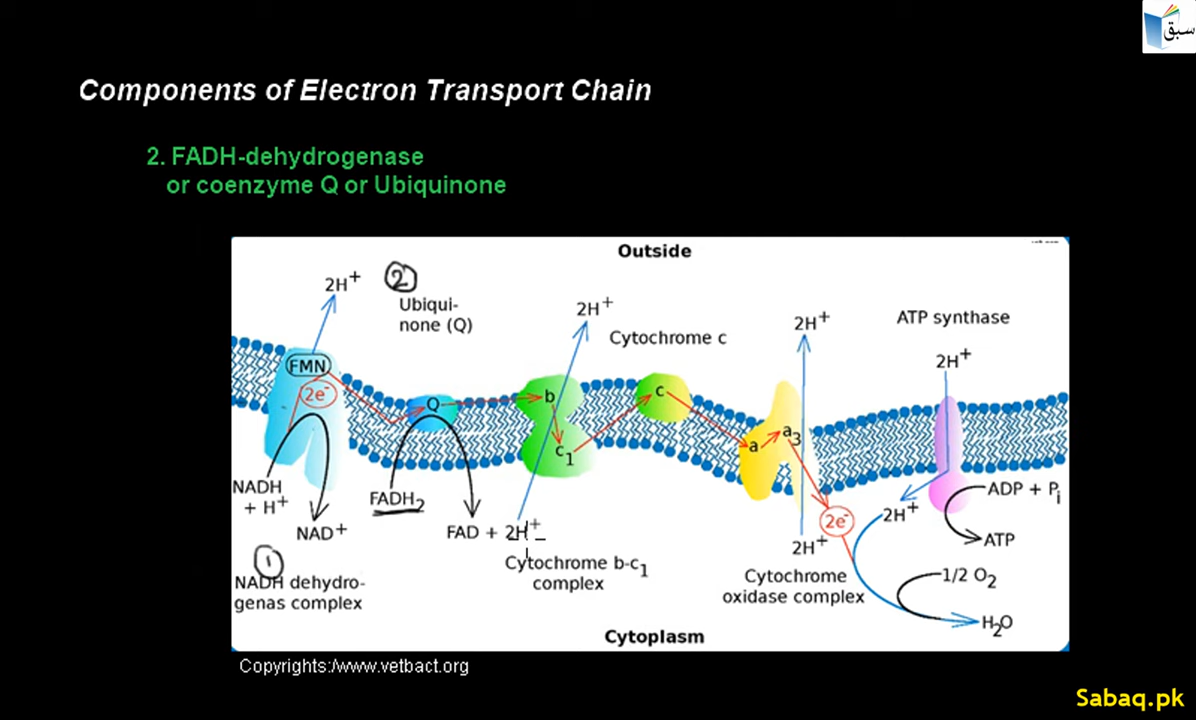 سبق
Components of Electron Transport Chain
2. FADH-dehydrogenase
or coenzyme Q or Ubiquinone
Outside
2H+
2
Ubiqui-
none (Q)
2H+
Cytochrome c
2H+
ATP synthase
2H+
FMN
2e-
Q
b
c1
c
a
a3
NADH
+ H+
NAD+
FADH2
FAD + 2H+
2e-
2H+
ADP + Pi
ATP
2H+
1
NADH dehydro-
genas complex
Cytochrome b-c1
complex
Cytochrome
oxidase complex
1/2 O2
H2O
Cytoplasm
Copyrights:/www.vetbact.org
Sabaq.pk